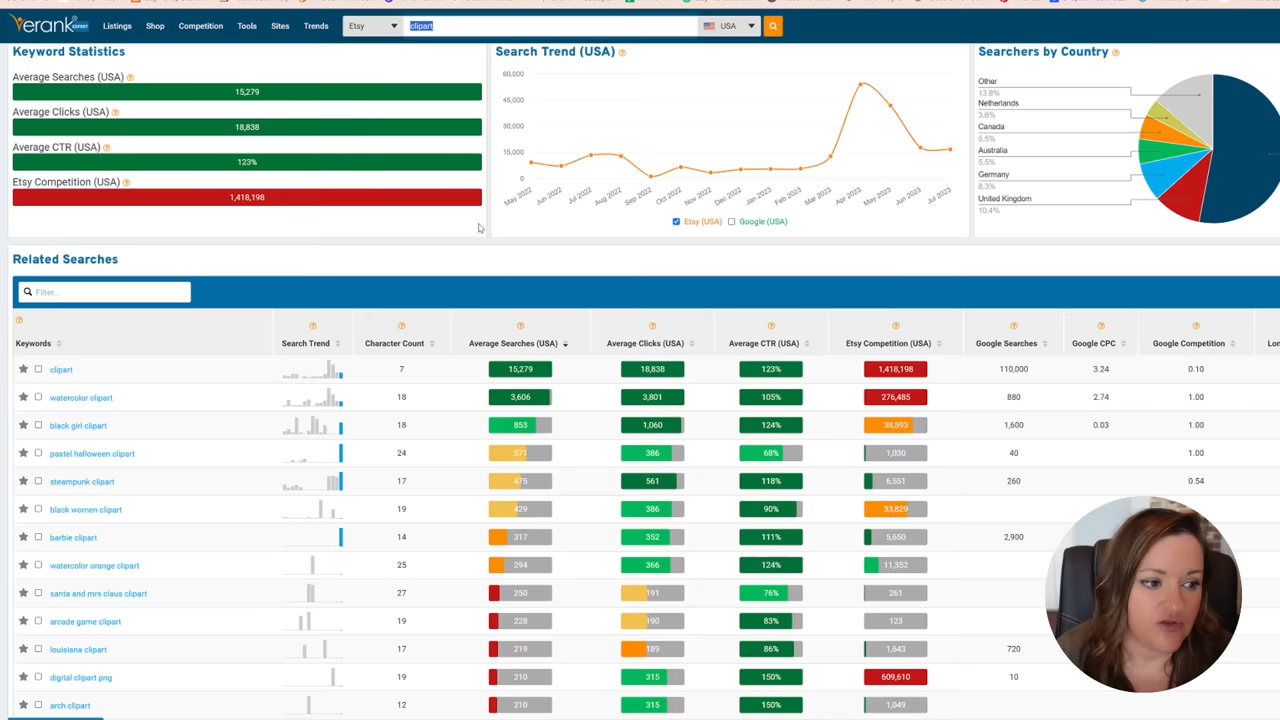 erank EXPERT Listings Shop Competition Tools Sites Trends Etsy clipart USA
Keyword Statistics
Average Searches (USA)
15,279
Average Clicks (USA)
18,838
Average CTR (USA)
123%
Etsy Competition (USA)
1,418,198
Search Trend (USA)
60,000
45,000
30,000
15,000
0
May 2022 Jun 2022 Jul 2022 Aug 2022 Sep 2022 Oct 2022 Nov 2022 Dec 2022 Jan 2023 Feb 2023 Mar 2023 Apr 2023 May 2023 Jun 2023 Jul 2023
Etsy (USA) Google (USA)
Searchers by Country
Other
13.8%
Netherlands
3.6%
Canada
5.5%
Australia
5.5%
Germany
8.3%
United Kingdom
10.4%
Related Searches
Filter...
Keywords Search Trend Character Count Average Searches (USA) Average Clicks (USA) Average CTR (USA) Etsy Competition (USA) Google Searches Google CPC Google Competition Lon
clipart 7 15,279 18,838 123% 1,418,198 110,000 3.24 0.10
watercolor clipart 18 3,606 3,801 105% 276,485 880 2.74 1.00
black girl clipart 18 853 1,060 124% 38,593 1,600 0.03 1.00
pastel halloween clipart 24 571 386 68% 1,030 40 1.00
steampunk clipart 17 475 561 118% 6,551 260 0.54
black women clipart 19 429 386 90% 33,829
barbie clipart 14 317 352 111% 5,650 2,900
watercolor orange clipart 25 294 366 124% 11,352
santa and mrs claus clipart 27 250 191 76% 261
arcade game clipart 19 228 190 83% 123
louisiana clipart 17 219 189 86% 1,643 720
digital clipart png 19 210 315 150% 609,610 10
arch clipart 12 210 315 150% 1,049